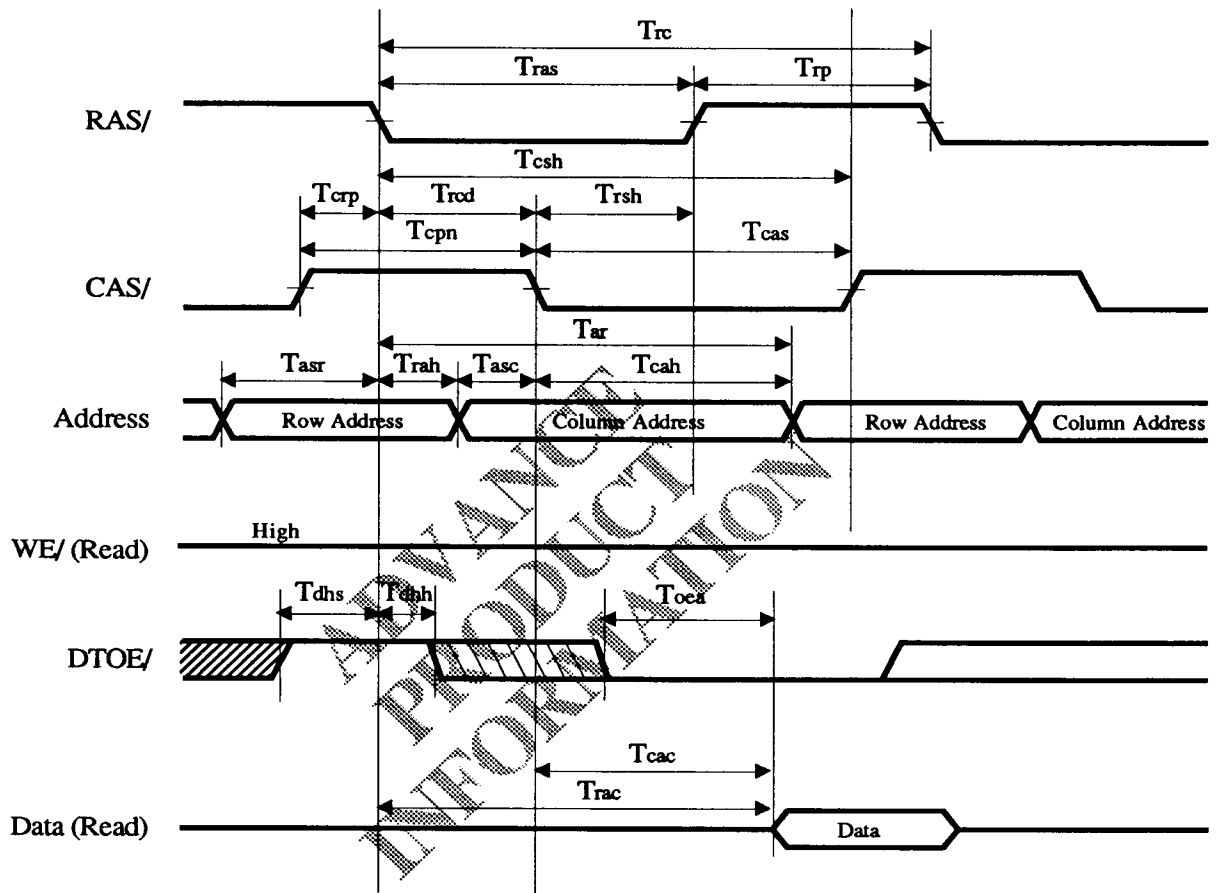 Trc
Tras Trp
RAS/
Tcsh
Tcrp Trcd Trsh
Tcpn Tcas
CAS/
Tar
Tasr Trah Tasc Tcah
Address Row Address Column Address Row Address Column Address
High
WE/ (Read)
Tdhs Tdhh Toea
DTOE/
Tcac
Trac
Data (Read) Data
ADVANCE
PRODUCT
INFORMATION